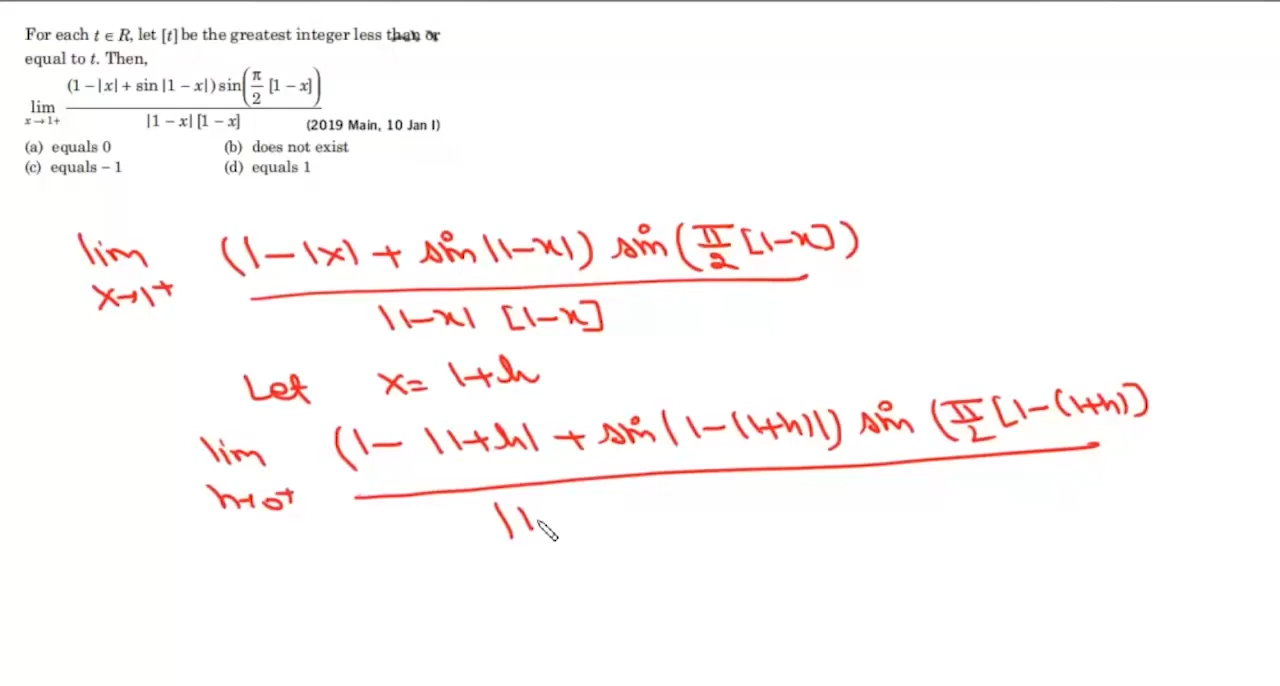 For each t ∈ R, let [t] be the greatest integer less than or
equal to t. Then,
lim x→1+ (1 – |x| + sin |1 – x|) sin(π/2 [1 – x]) / |1 – x| [1 – x] (2019 Main, 10 Jan I)
(a) equals 0 (b) does not exist
(c) equals – 1 (d) equals 1
lim x→1+ (1 – |x| + sin |1 – x|) sin (π/2 [1 – x]) / |1 – x| [1 – x]
Let x = 1+h
lim h→0+ (1 – |1+h| + sin |1 – (1+h)|) sin (π/2 [1 – (1+h)]) / |1